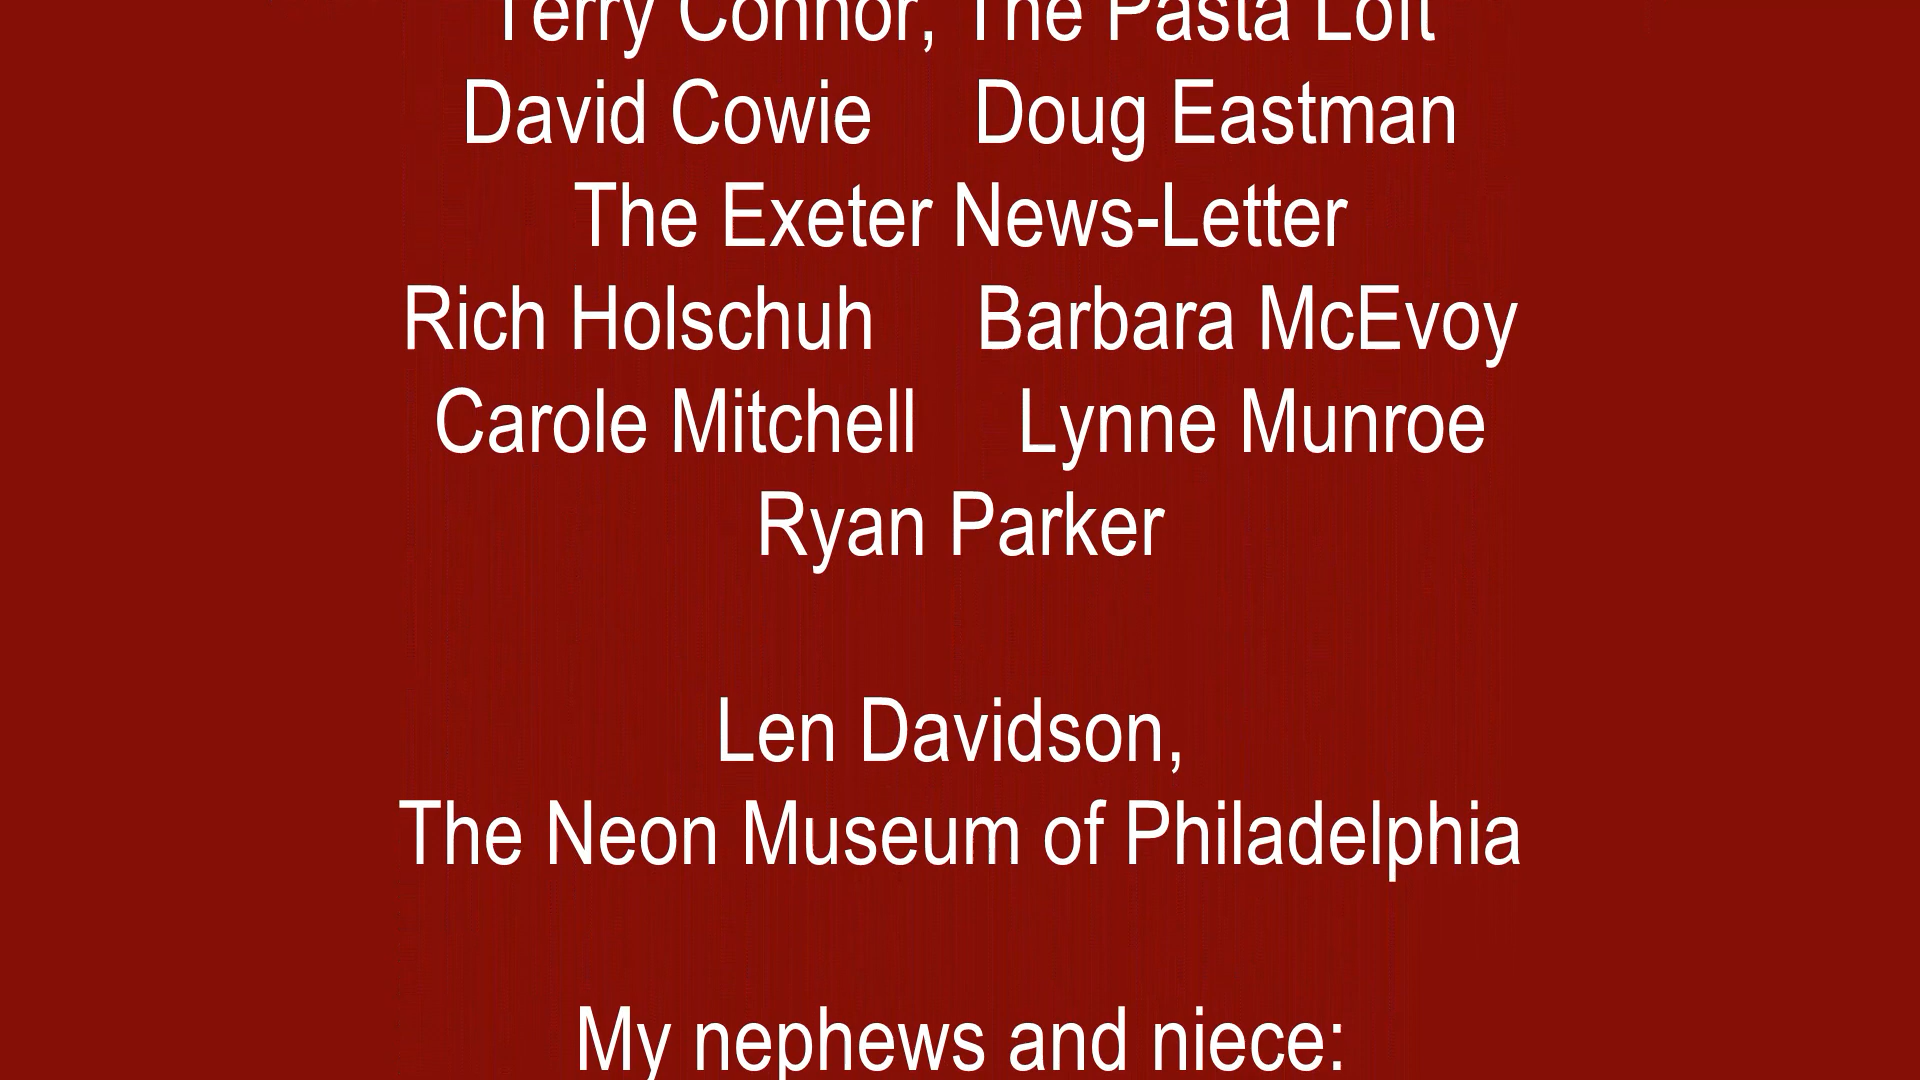 Terry Connor, The Pasta Loft
David Cowie Doug Eastman
The Exeter News-Letter
Rich Holschuh Barbara McEvoy
Carole Mitchell Lynne Munroe
Ryan Parker
Len Davidson,
The Neon Museum of Philadelphia
My nephews and niece: